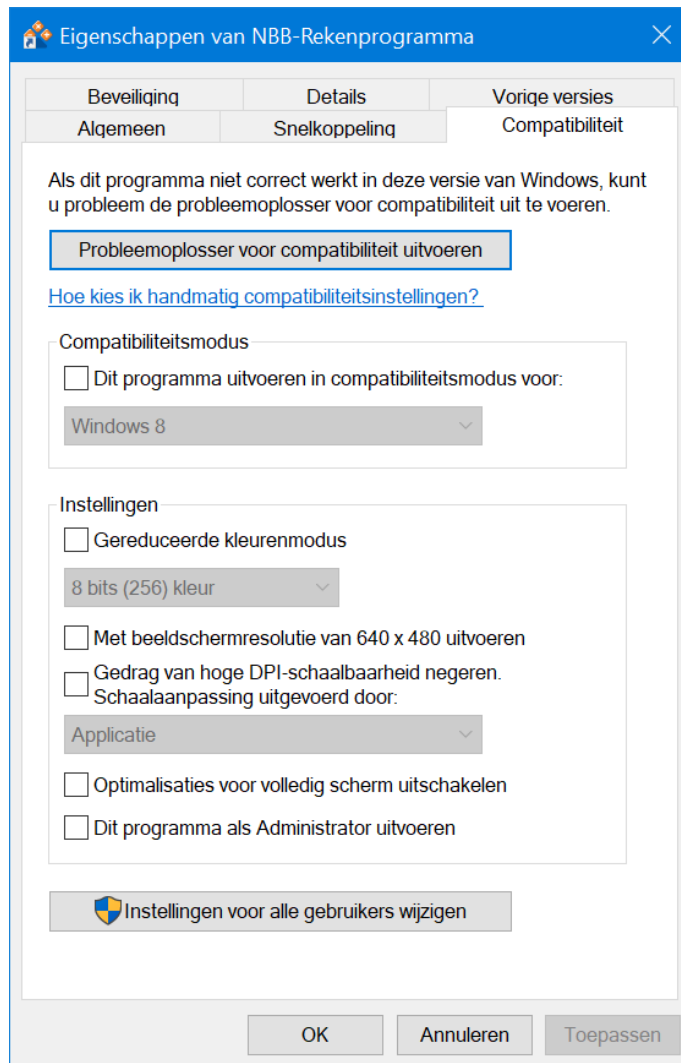 Eigenschappen van NBB-Rekenprogramma
Beveiliging
Details
Vorige versies
Algemeen
Snelkoppeling
Compatibiliteit
Als dit programma niet correct werkt in deze versie van Windows, kunt
u probleem de probleemoplosser voor compatibiliteit uit te voeren.
Probleemoplosser voor compatibiliteit uitvoeren
Hoe kies ik handmatig compatibiliteitsinstellingen?
Compatibiliteitsmodus
Dit programma uitvoeren in compatibiliteitsmodus voor:
Windows 8
Instellingen
Gereduceerde kleurenmodus
8 bits (256) kleur
Met beeldschermresolutie van 640 x 480 uitvoeren
Gedrag van hoge DPI-schaalbaarheid negeren.
Schaalaanpassing uitgevoerd door:
Applicatie
Optimalisaties voor volledig scherm uitschakelen
Dit programma als Administrator uitvoeren
Instellingen voor alle gebruikers wijzigen
OK
Annuleren
Toepassen